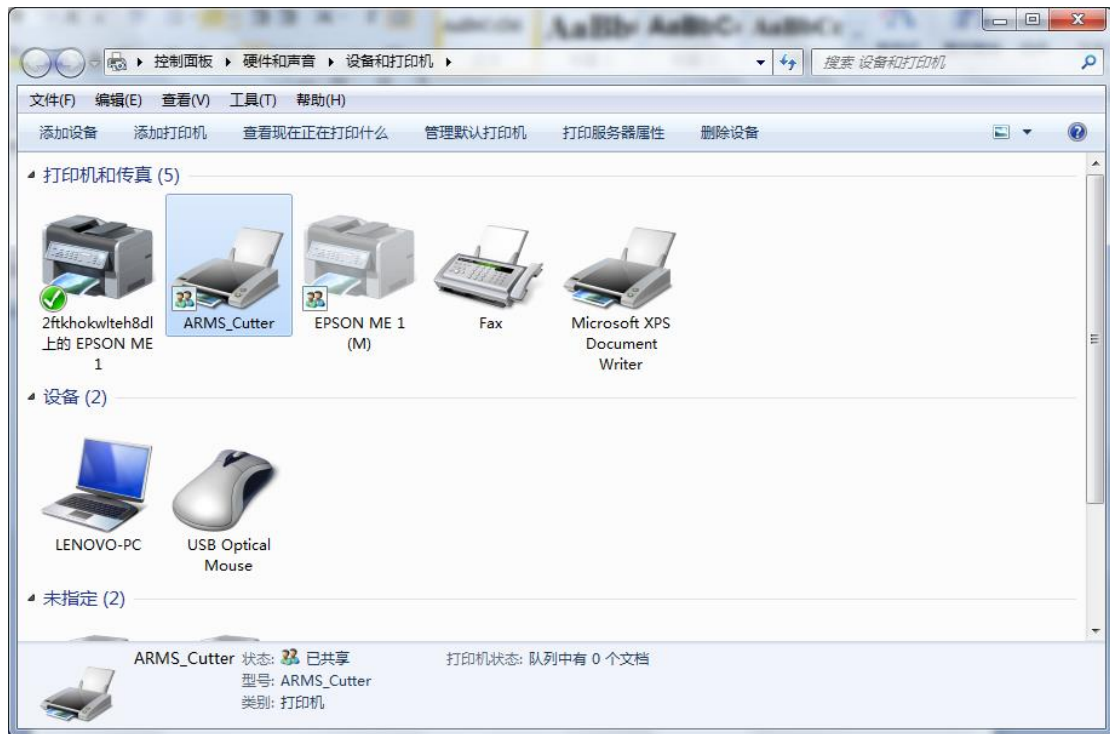 控制面板 ▸ 硬件和声音 ▸ 设备和打印机 ▸
搜索 设备和打印机
文件(F) 编辑(E) 查看(V) 工具(T) 帮助(H)
添加设备 添加打印机 查看现在正在打印什么 管理默认打印机 打印服务器属性 删除设备
打印机和传真 (5)
2ftkhokwlteh8dl
上的 EPSON ME
1
ARMS_Cutter
EPSON ME 1
(M)
Fax
Microsoft XPS
Document
Writer
设备 (2)
LENOVO-PC
USB Optical
Mouse
未指定 (2)
ARMS_Cutter 状态: 已共享 打印机状态: 队列中有 0 个文档
型号: ARMS_Cutter
类别: 打印机